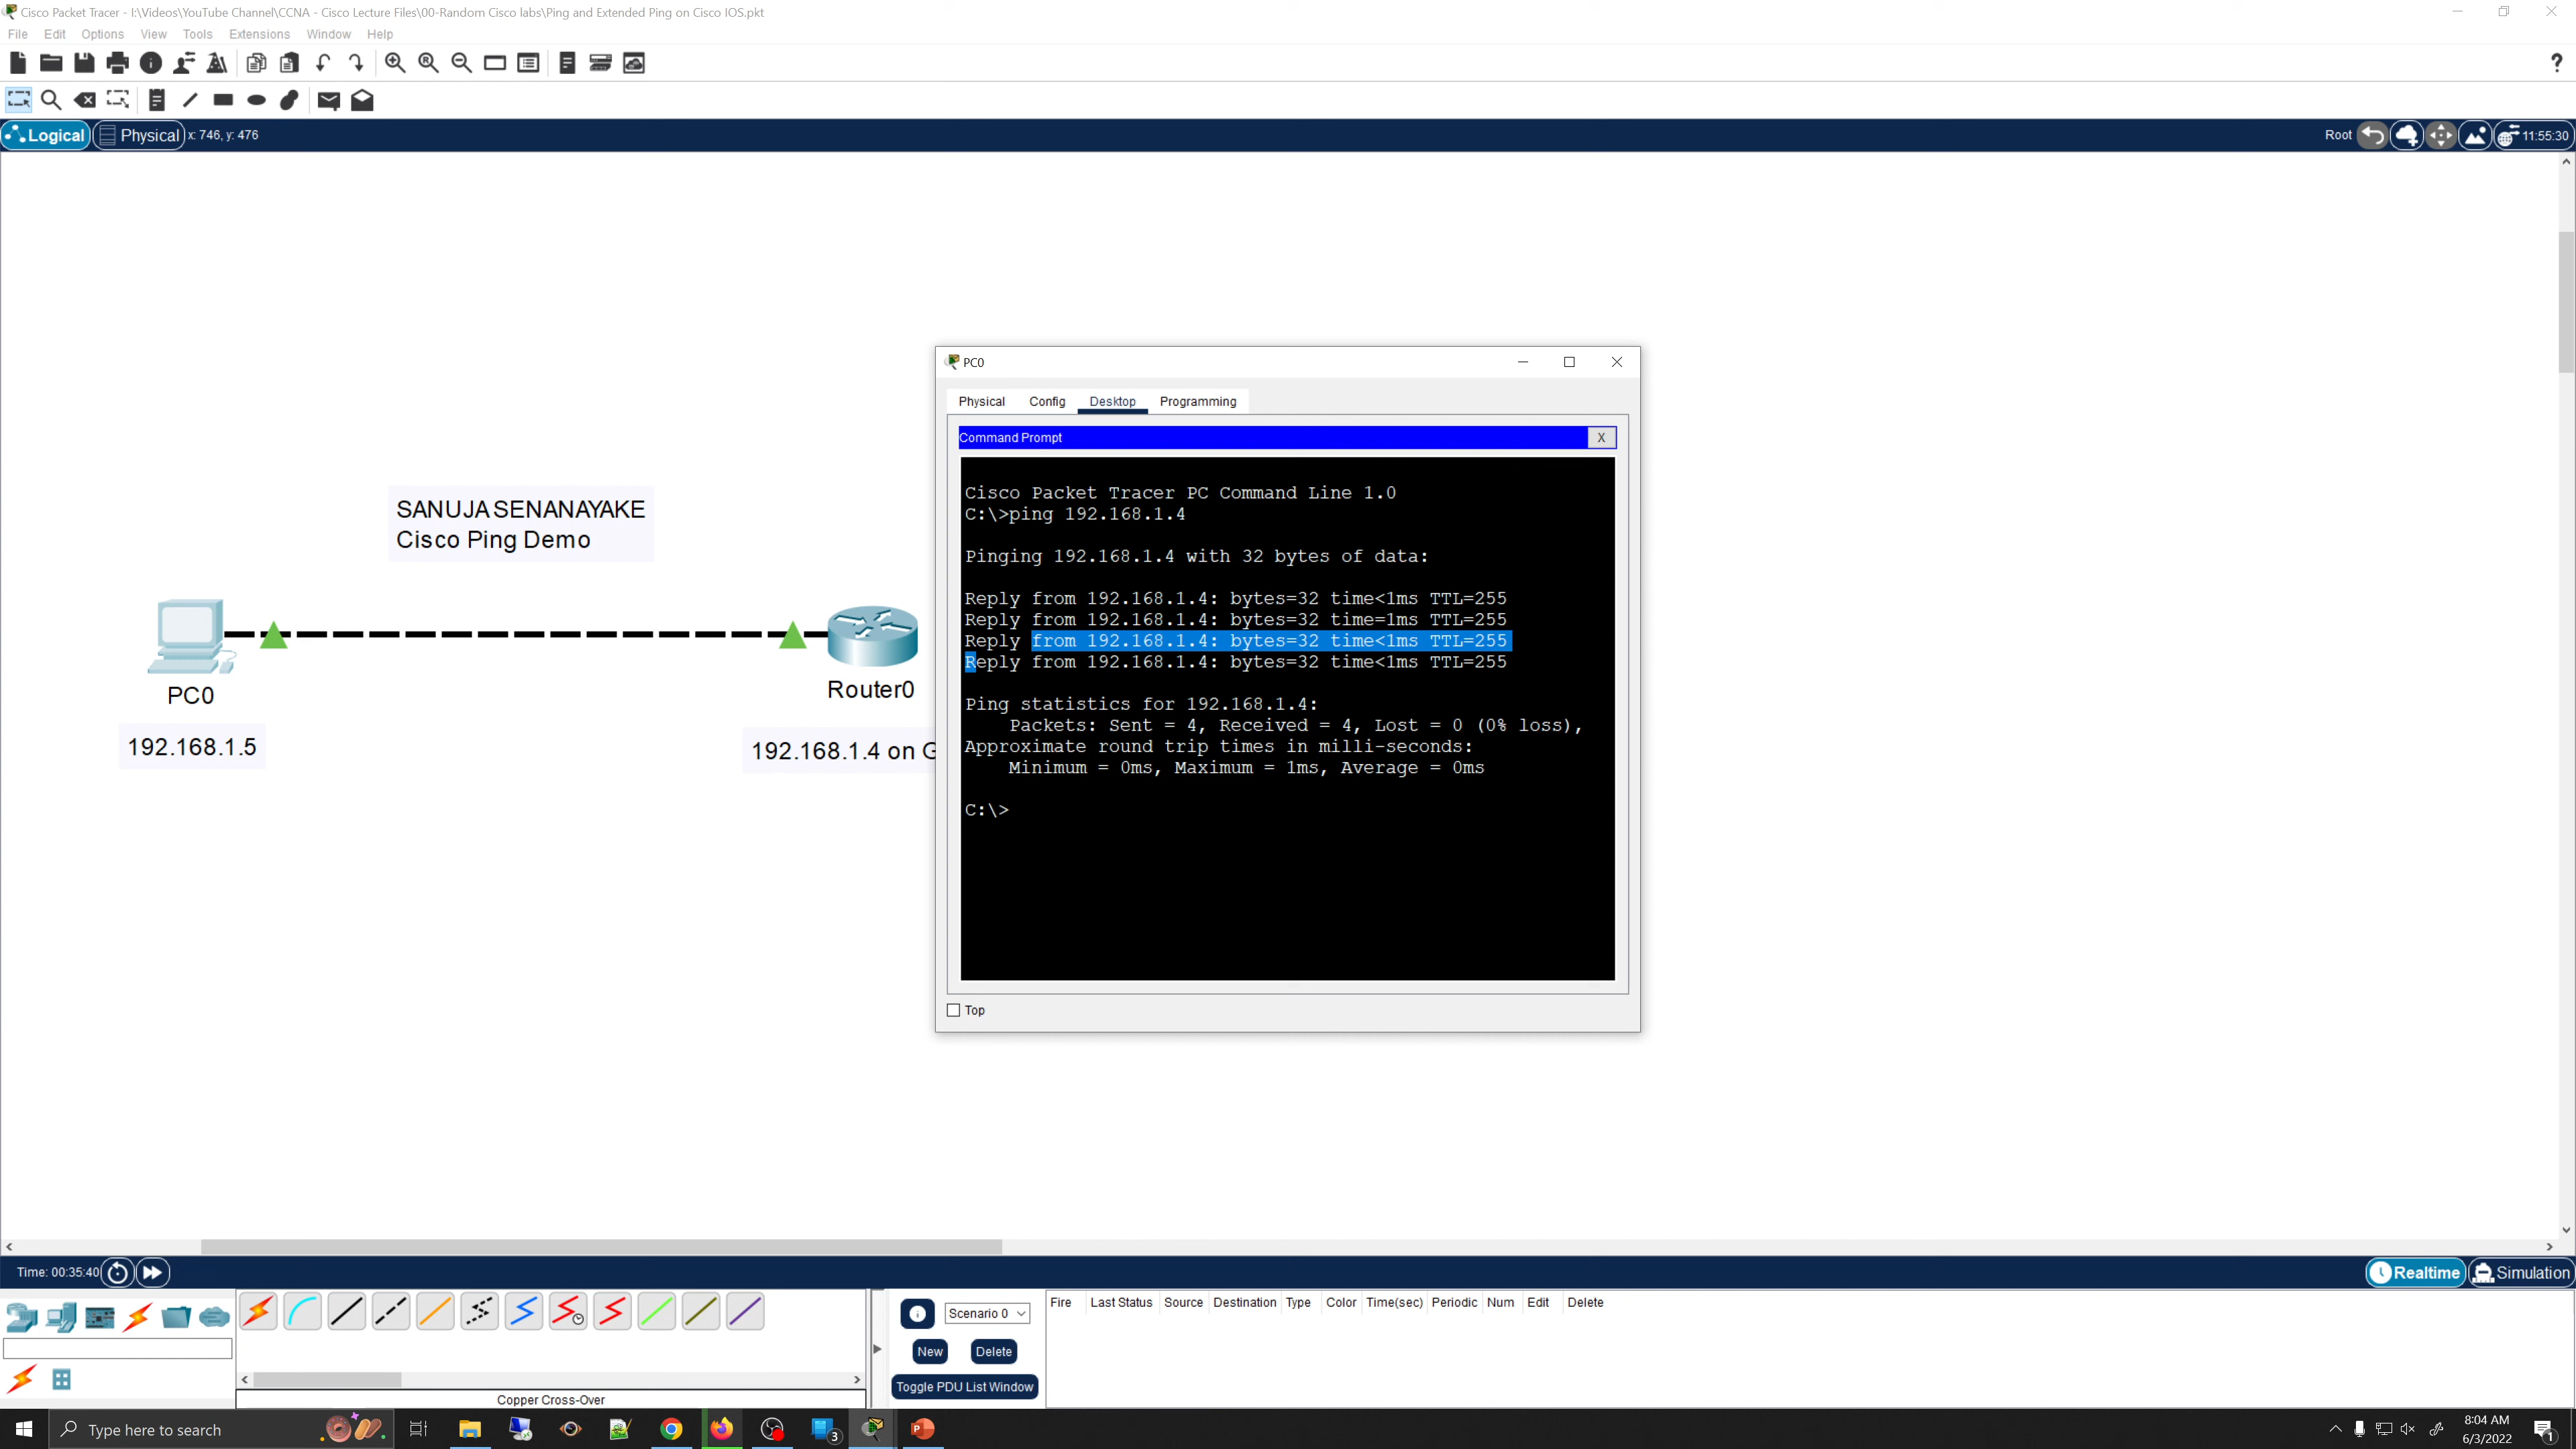 Cisco Packet Tracer - I:\Videos\YouTube Channel\CCNA - Cisco Lecture Files\00-Random Cisco labs\Ping and Extended Ping on Cisco IOS.pkt
File Edit Options View Tools Extensions Window Help
?
Logical Physical x: 746, y: 476 Root 11:55:30
SANUJA SENANAYAKE
Cisco Ping Demo
PC0
192.168.1.5
Router0
192.168.1.4 on G
PC0
Physical Config Desktop Programming
Command Prompt X
Cisco Packet Tracer PC Command Line 1.0
C:\>ping 192.168.1.4
Pinging 192.168.1.4 with 32 bytes of data:
Reply from 192.168.1.4: bytes=32 time<1ms TTL=255
Reply from 192.168.1.4: bytes=32 time=1ms TTL=255
Reply from 192.168.1.4: bytes=32 time<1ms TTL=255
Reply from 192.168.1.4: bytes=32 time<1ms TTL=255
Ping statistics for 192.168.1.4:
Packets: Sent = 4, Received = 4, Lost = 0 (0% loss),
Approximate round trip times in milli-seconds:
Minimum = 0ms, Maximum = 1ms, Average = 0ms
C:\>
Top
Time: 00:35:40 Realtime Simulation
Scenario 0
New Delete
Toggle PDU List Window
Fire Last Status Source Destination Type Color Time(sec) Periodic Num Edit Delete
Copper Cross-Over
Type here to search
3
8:04 AM
6/3/2022
1